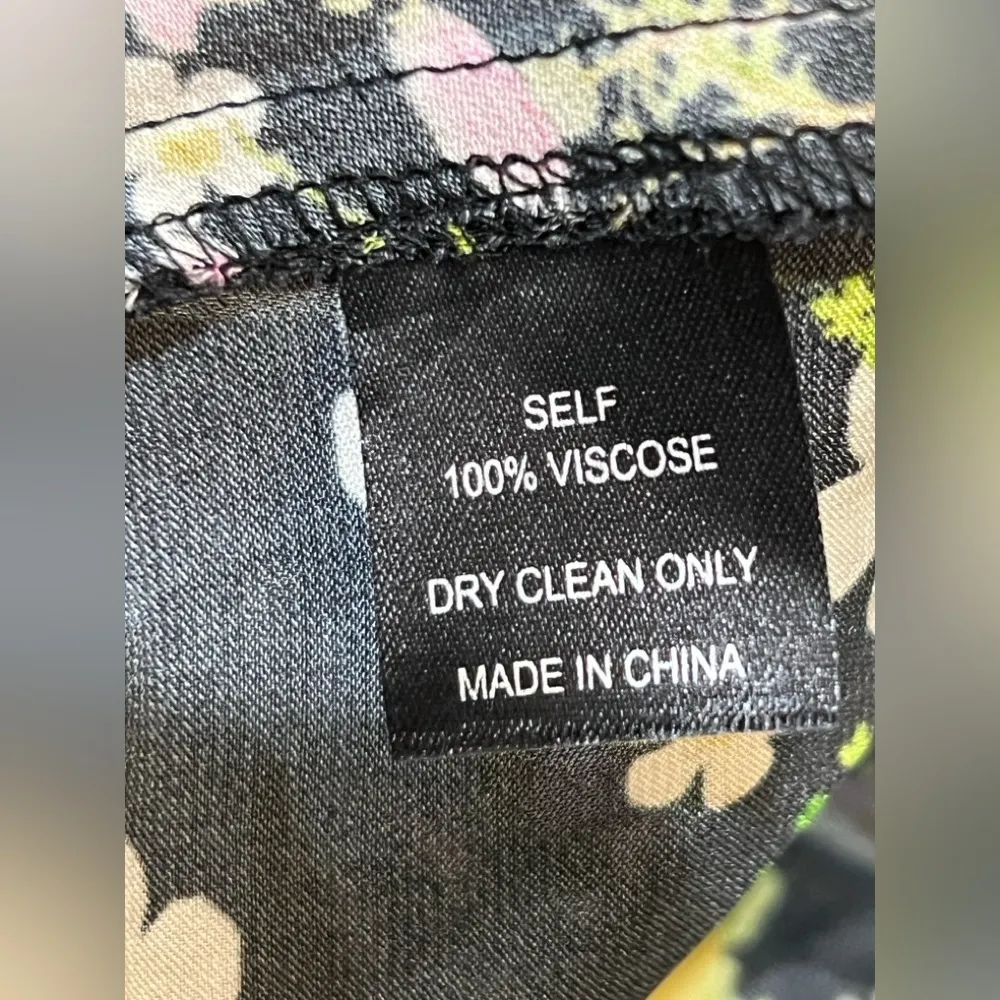 SELF
100% VISCOSE
DRY CLEAN ONLY
MADE IN CHINA